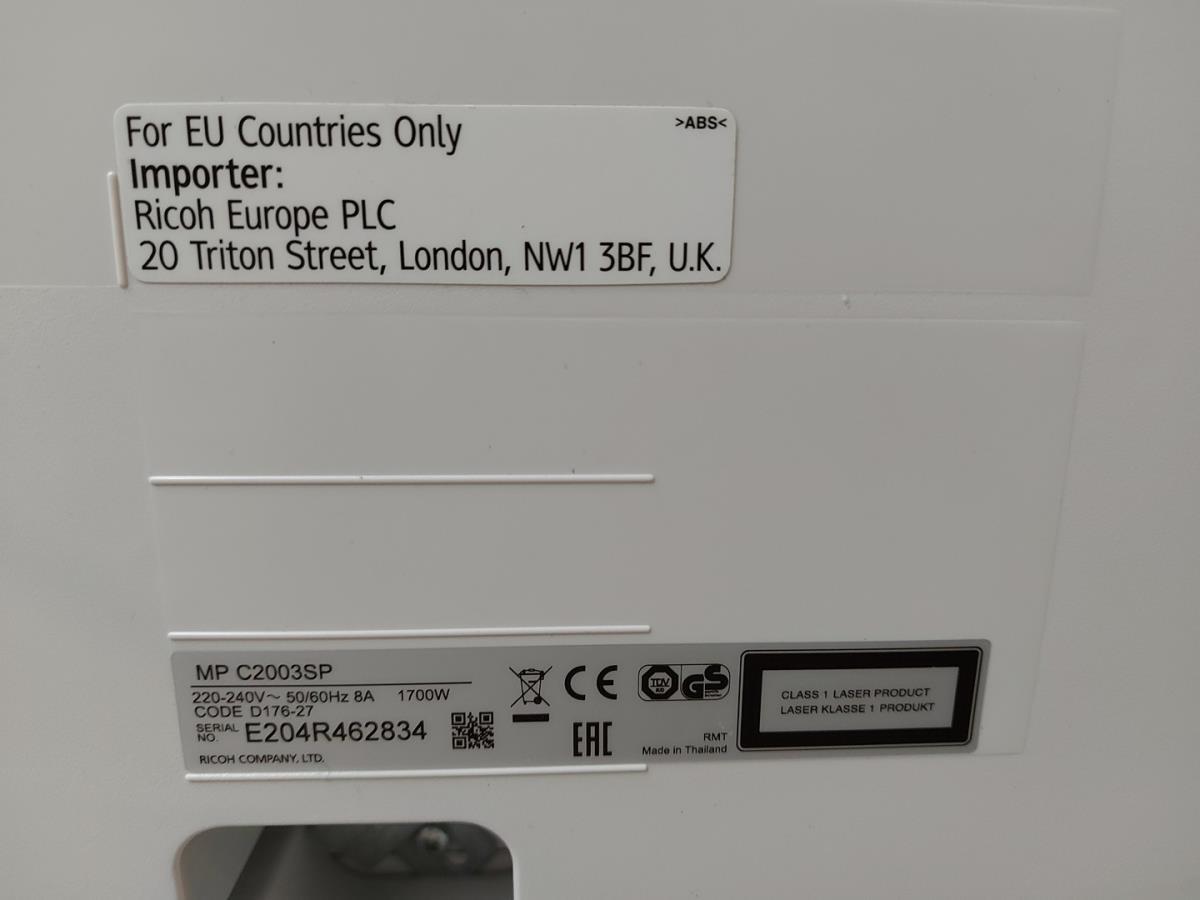 For EU Countries Only
>ABS<
Importer:
Ricoh Europe PLC
20 Triton Street, London, NW1 3BF, U.K.
MP C2003SP
220-240V~ 50/60Hz 8A 1700W
CODE D176-27
SERIAL NO. E204R462834
RICOH COMPANY, LTD.
CE
TÜV
GS
EAC
RMT
Made in Thailand
CLASS 1 LASER PRODUCT
LASER KLASSE 1 PRODUKT